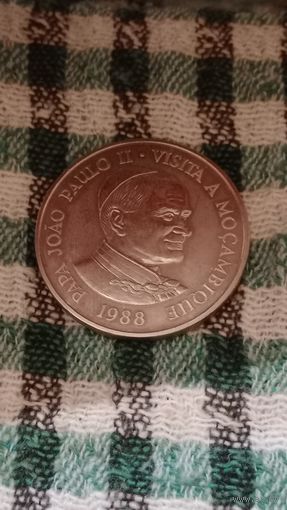 PAPA JOÃO PAULO II · VISITA A MOÇAMBIQUE
1988